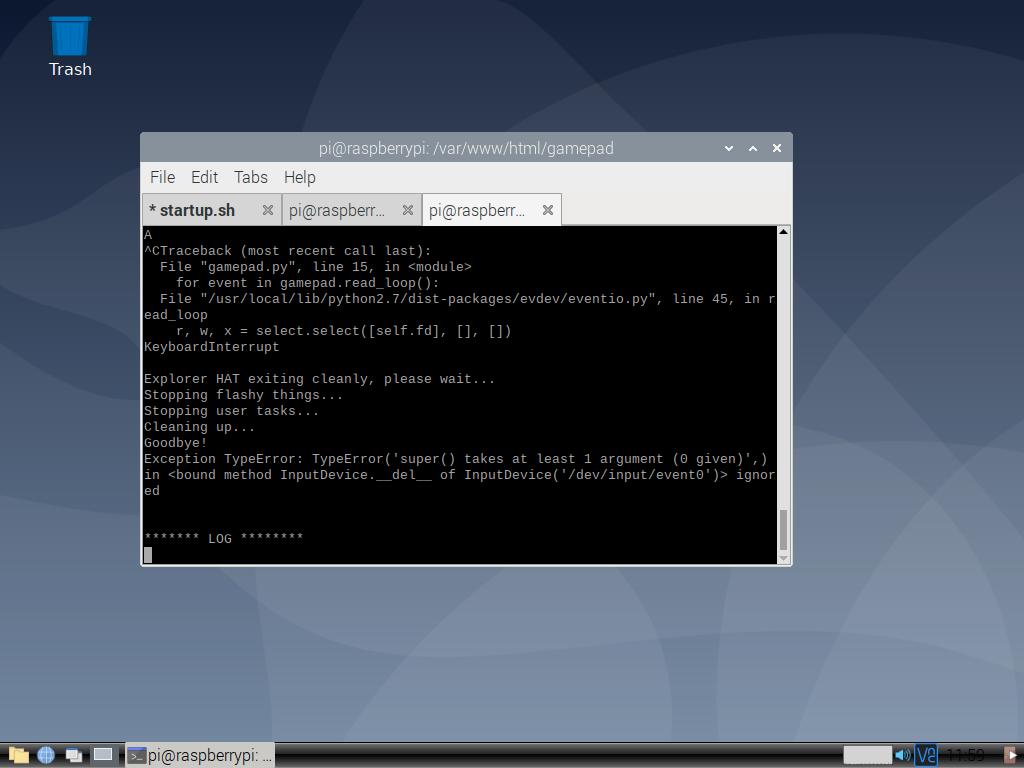 Trash
pi@raspberrypi: /var/www/html/gamepad
File Edit Tabs Help
* startup.sh pi@raspberr... pi@raspberr...
A
^CTraceback (most recent call last):
  File "gamepad.py", line 15, in <module>
    for event in gamepad.read_loop():
  File "/usr/local/lib/python2.7/dist-packages/evdev/eventio.py", line 45, in r
ead_loop
    r, w, x = select.select([self.fd], [], [])
KeyboardInterrupt
Explorer HAT exiting cleanly, please wait...
Stopping flashy things...
Stopping user tasks...
Cleaning up...
Goodbye!
Exception TypeError: TypeError('super() takes at least 1 argument (0 given)',)
in <bound method InputDevice.__del__ of InputDevice('/dev/input/event0')> ignor
ed
******* LOG ********
pi@raspberrypi: ... 11:59